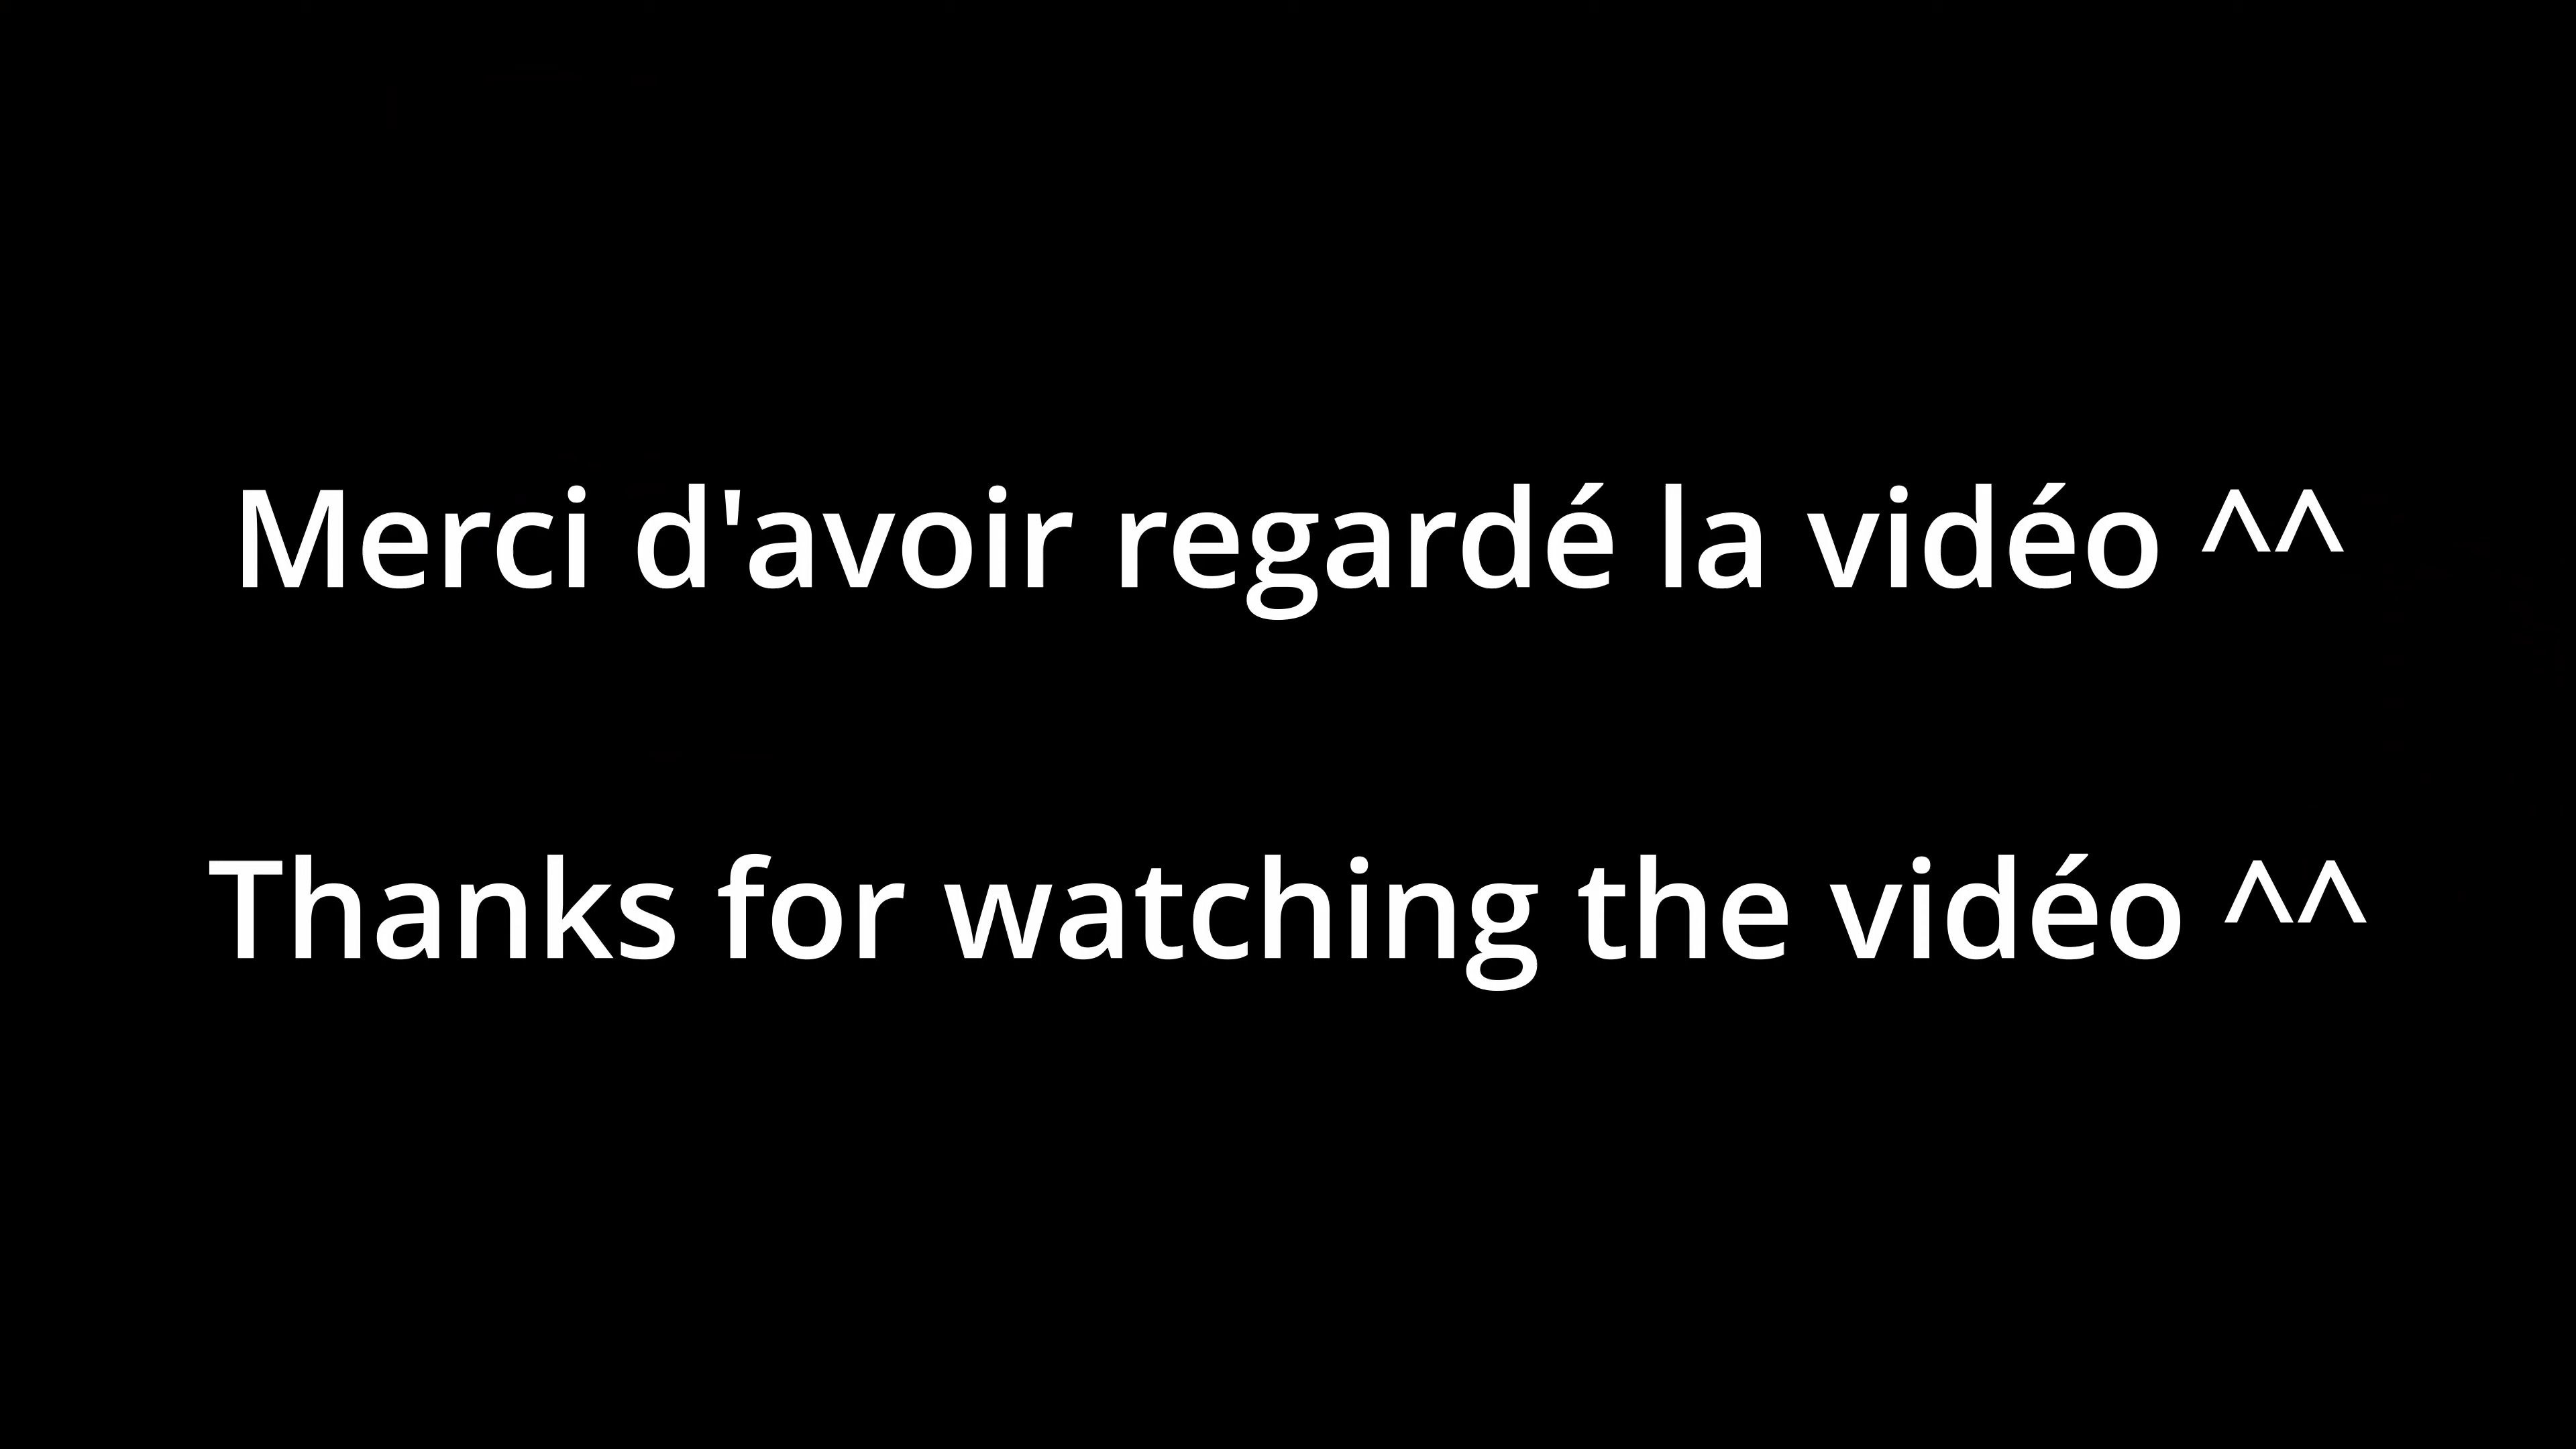 Merci d'avoir regardé la vidéo ^^
Thanks for watching the vidéo ^^